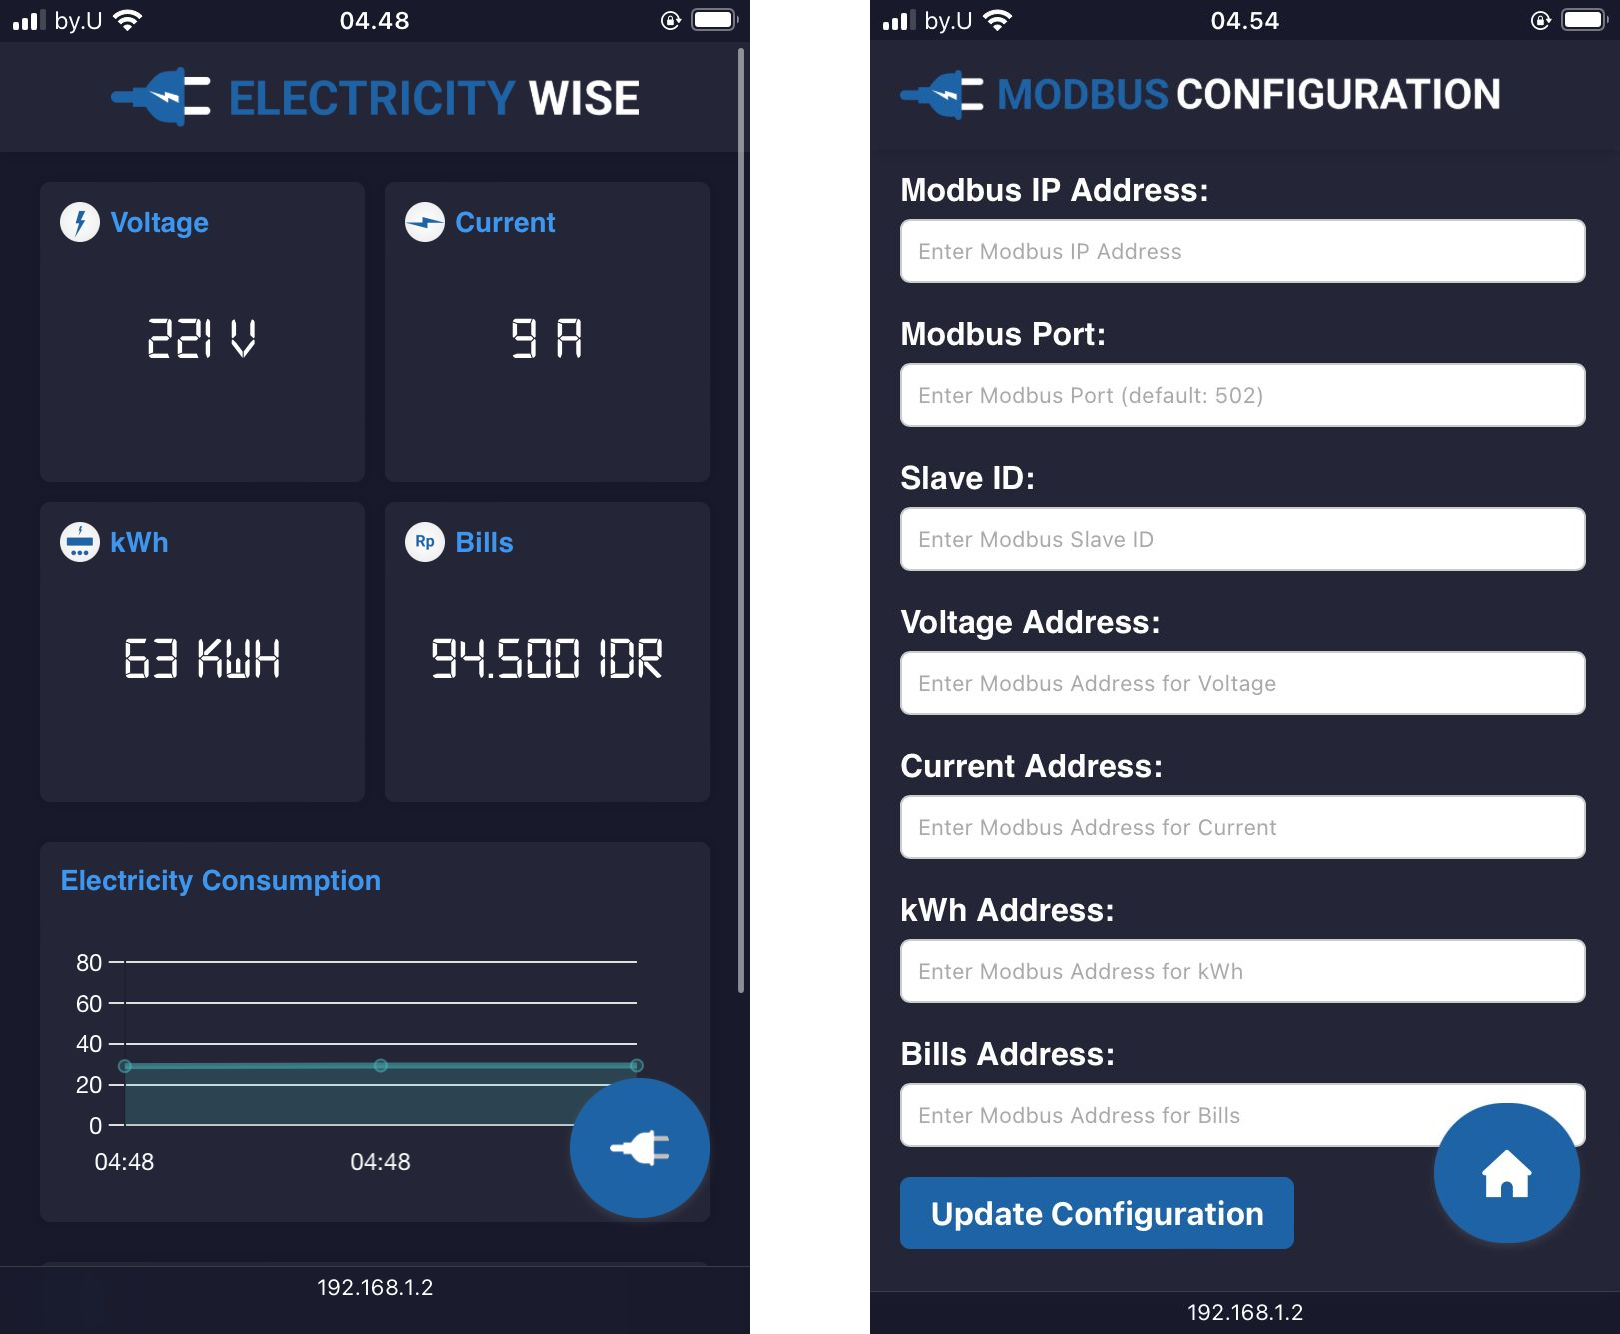 by.U 04.48
ELECTRICITY WISE
Voltage
221 V
Current
9 A
kWh
63 KWH
Rp Bills
94.500 IDR
Electricity Consumption
80
60
40
20
0
04:48 04:48
192.168.1.2
by.U 04.54
MODBUS CONFIGURATION
Modbus IP Address:
Enter Modbus IP Address
Modbus Port:
Enter Modbus Port (default: 502)
Slave ID:
Enter Modbus Slave ID
Voltage Address:
Enter Modbus Address for Voltage
Current Address:
Enter Modbus Address for Current
kWh Address:
Enter Modbus Address for kWh
Bills Address:
Enter Modbus Address for Bills
Update Configuration
192.168.1.2